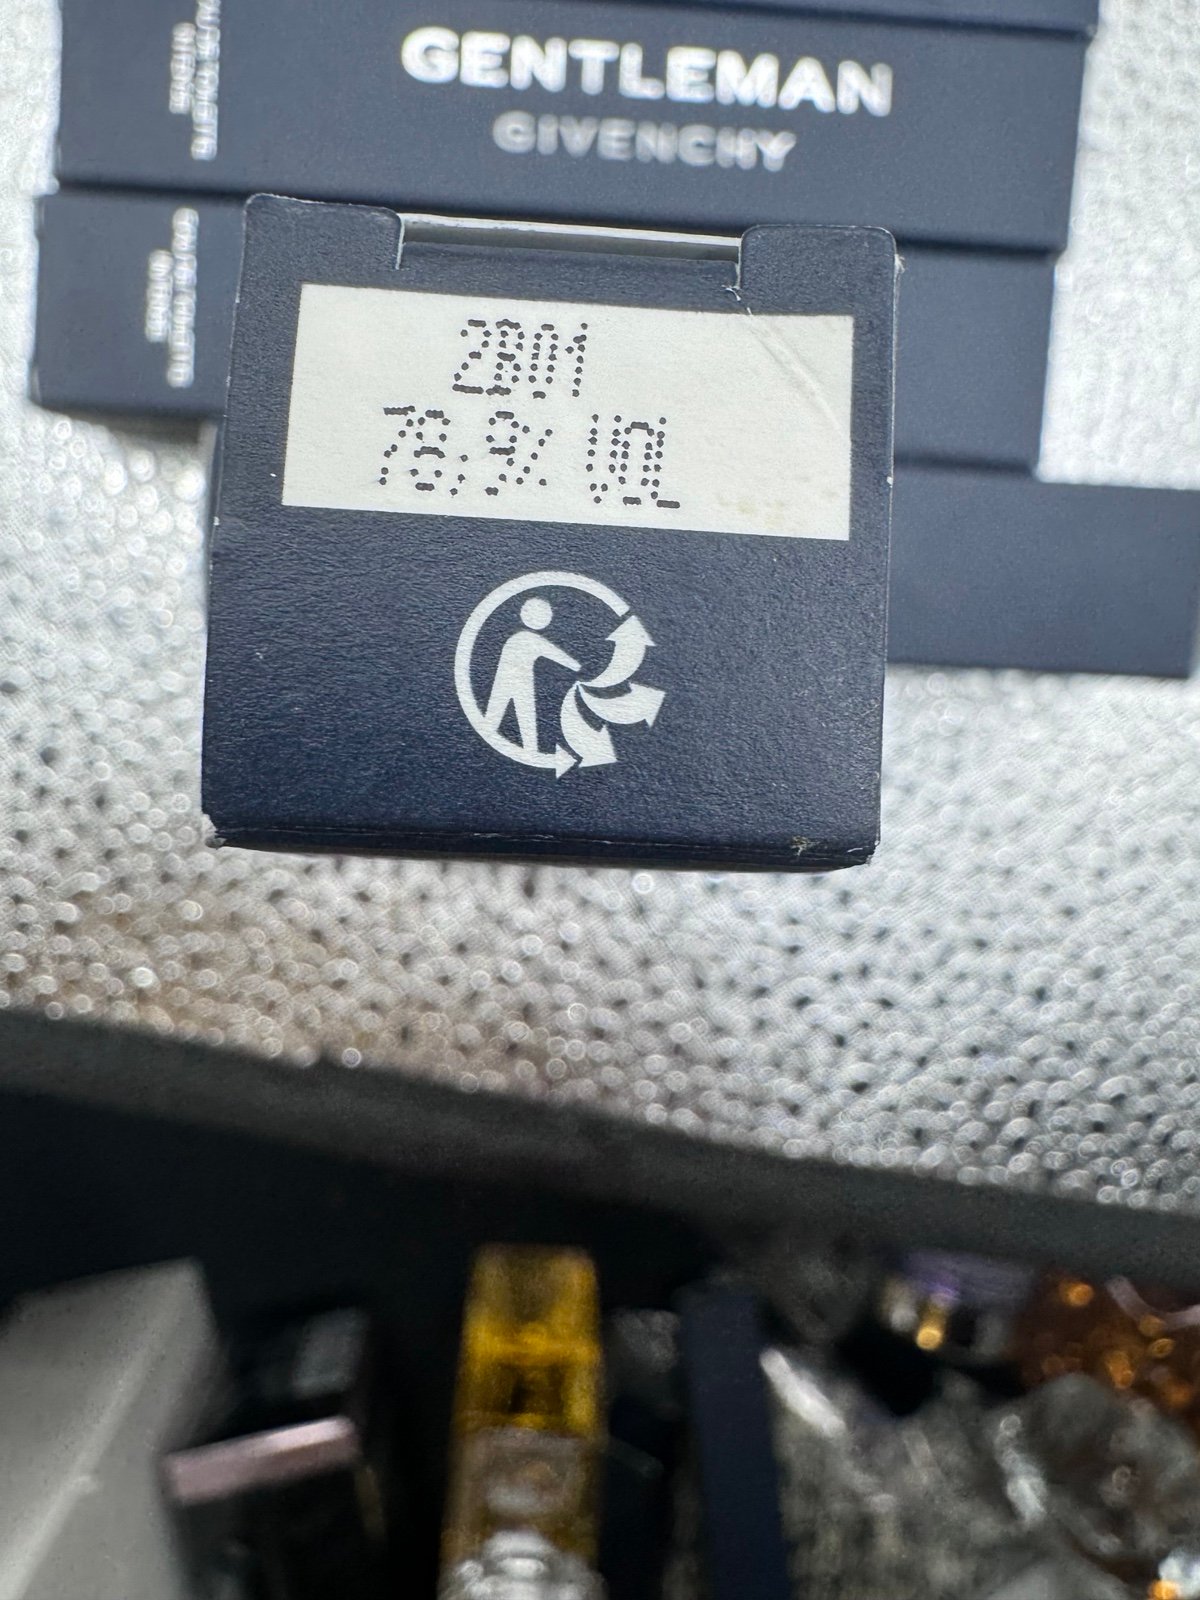 GENTLEMAN
GIVENCHY
2B01
78,9% VOL